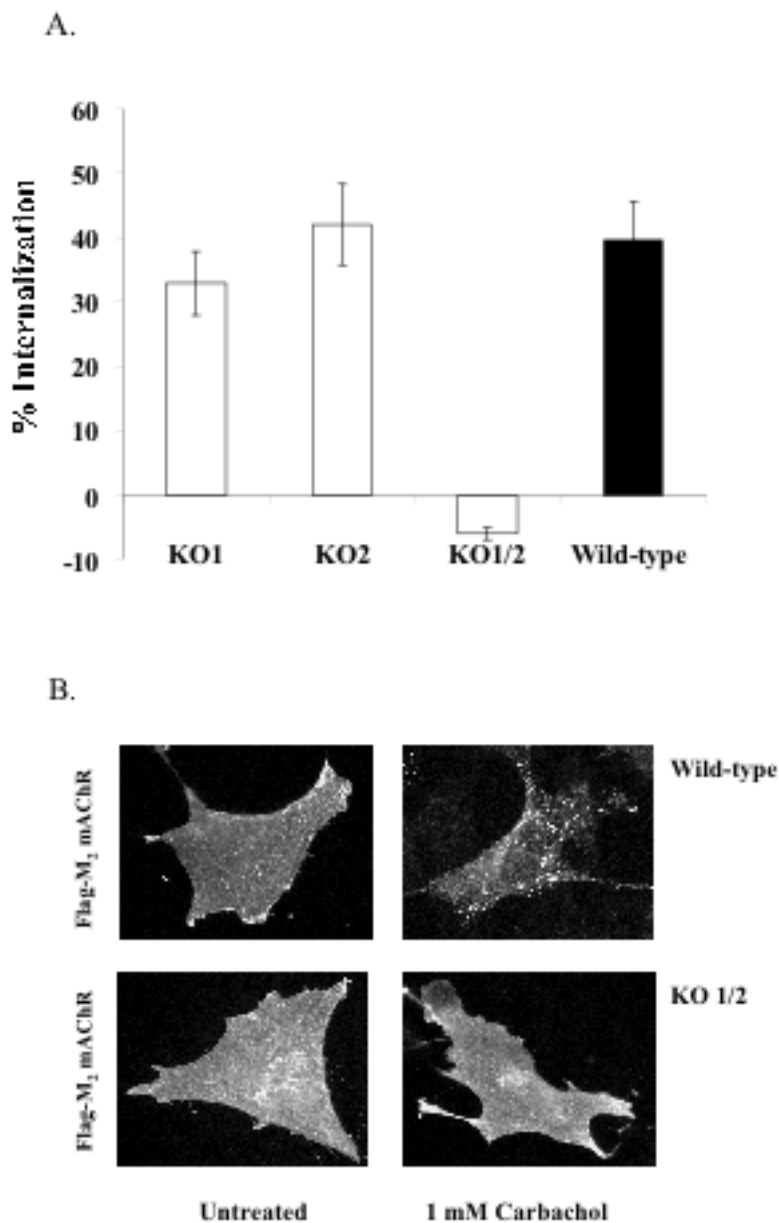 A.
% Internalization
60
50
40
30
20
10
0
-10
KO1 KO2 KO1/2 Wild-type
B.
Flag-M₂ mAChR
Wild-type
Flag-M₂ mAChR
KO 1/2
Untreated 1 mM Carbachol